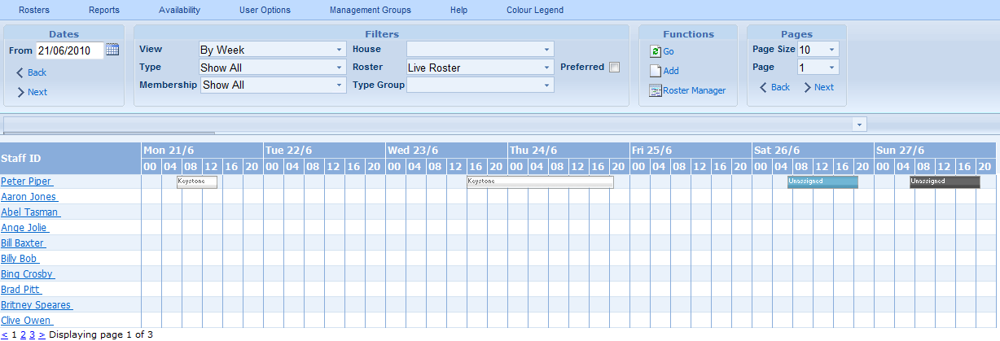 Rosters Reports Availability User Options Management Groups Help Colour Legend
Dates Filters Functions Pages
From 21/06/2010 View By Week House Go Page Size 10
Back Type Show All Roster Live Roster Preferred Add Page 1
Next Membership Show All Type Group Roster Manager Back Next
Staff ID Mon 21/6 Tue 22/6 Wed 23/6 Thu 24/6 Fri 25/6 Sat 26/6 Sun 27/6
00 04 08 12 16 20 00 04 08 12 16 20 00 04 08 12 16 20 00 04 08 12 16 20 00 04 08 12 16 20 00 04 08 12 16 20 00 04 08 12 16 20
Peter Piper Keystone Keystone Unassigned Unassigned
Aaron Jones
Abel Tasman
Ange Jolie
Bill Baxter
Billy Bob
Bing Crosby
Brad Pitt
Britney Speares
Clive Owen
< 1 2 3 > Displaying page 1 of 3